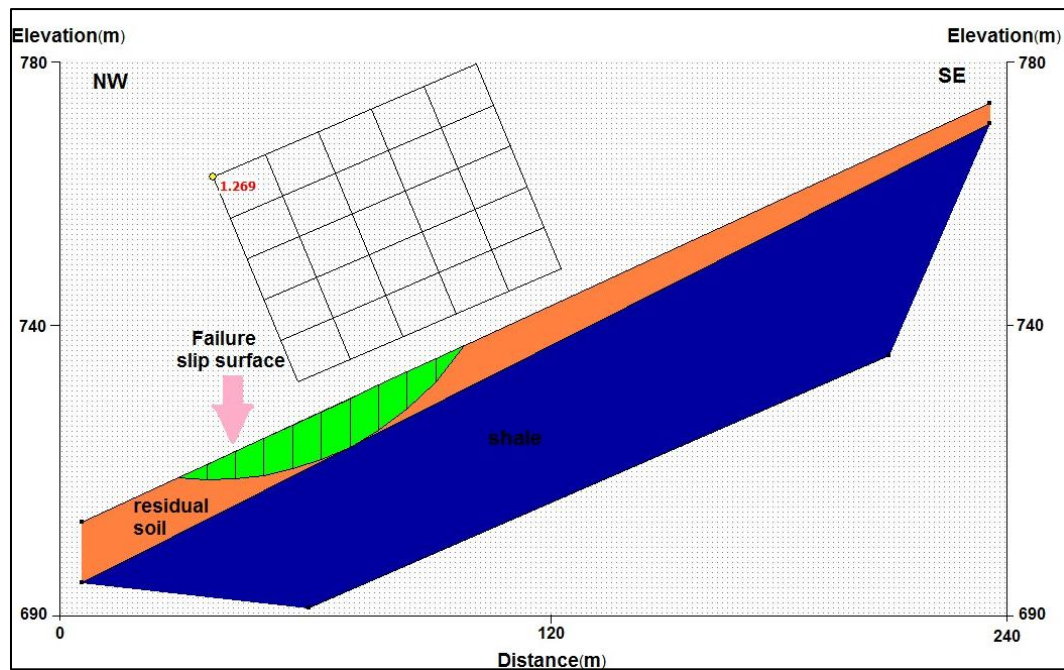 Elevation(m)
Elevation(m)
780
NW
SE
780
1.269
740
740
Failure
slip surface
shale
residual
soil
690
690
0
120
240
Distance(m)